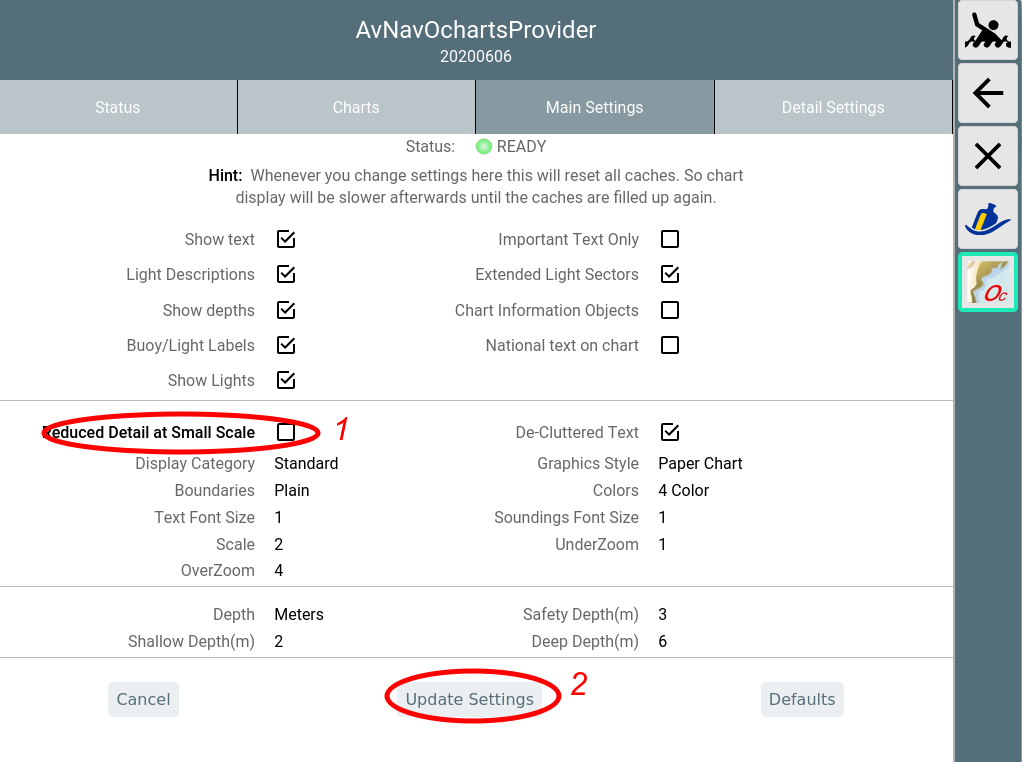 AvNavOchartsProvider
20200606
Status Charts Main Settings Detail Settings
Status: READY
Hint: Whenever you change settings here this will reset all caches. So chart
display will be slower afterwards until the caches are filled up again.
Show text Important Text Only
Light Descriptions Extended Light Sectors
Show depths Chart Information Objects
Buoy/Light Labels National text on chart
Show Lights
Reduced Detail at Small Scale 1 De-Cluttered Text
Display Category Standard Graphics Style Paper Chart
Boundaries Plain Colors 4 Color
Text Font Size 1 Soundings Font Size 1
Scale 2 UnderZoom 1
OverZoom 4
Depth Meters Safety Depth(m) 3
Shallow Depth(m) 2 Deep Depth(m) 6
Cancel Update Settings 2 Defaults
Oc